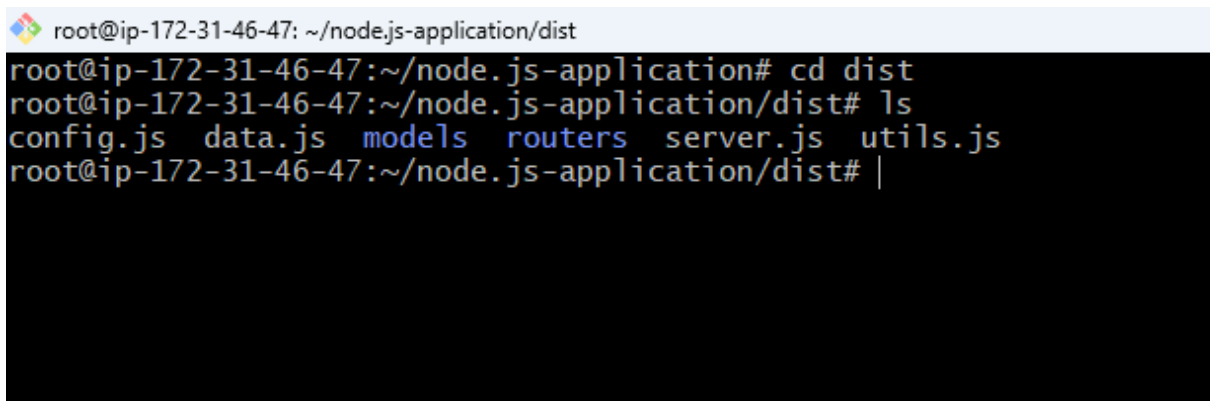 root@ip-172-31-46-47: ~/node.js-application/dist
root@ip-172-31-46-47:~/node.js-application# cd dist
root@ip-172-31-46-47:~/node.js-application/dist# ls
config.js  data.js  models  routers  server.js  utils.js
root@ip-172-31-46-47:~/node.js-application/dist#